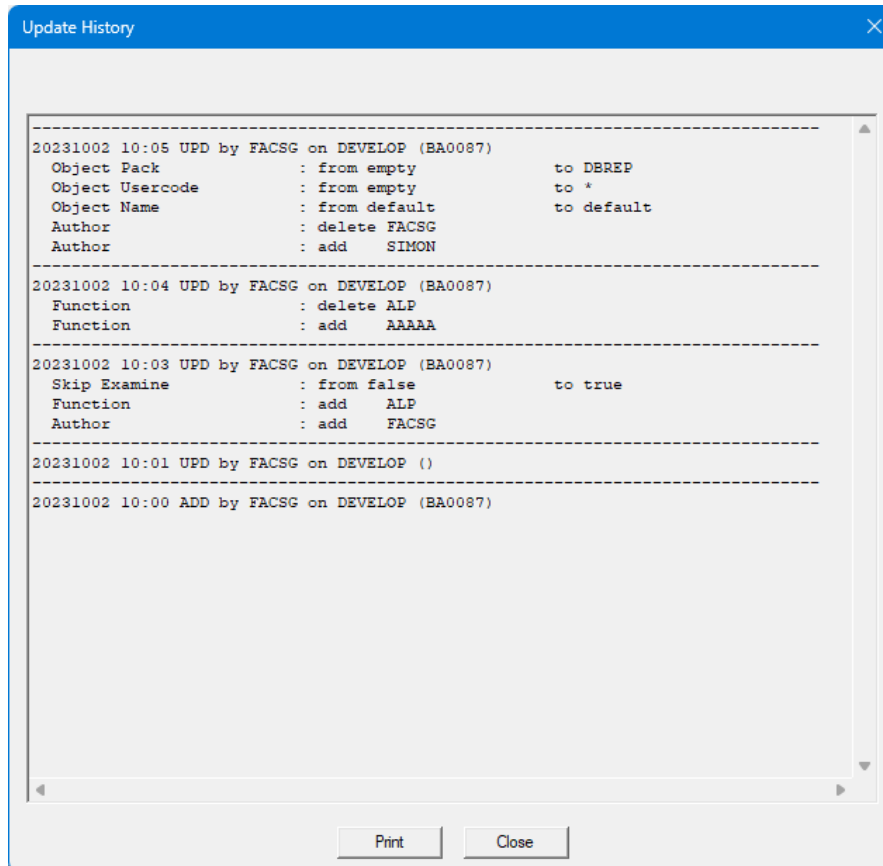 Update History
--------------------------------------------------------------------------------
20231002 10:05 UPD by FACSG on DEVELOP (BA0087)
  Object Pack              : from empty              to DBREP
  Object Usercode          : from empty              to *
  Object Name              : from default            to default
  Author                   : delete FACSG
  Author                   : add    SIMON
--------------------------------------------------------------------------------
20231002 10:04 UPD by FACSG on DEVELOP (BA0087)
  Function                 : delete ALP
  Function                 : add    AAAAA
--------------------------------------------------------------------------------
20231002 10:03 UPD by FACSG on DEVELOP (BA0087)
  Skip Examine             : from false              to true
  Function                 : add    ALP
  Author                   : add    FACSG
--------------------------------------------------------------------------------
20231002 10:01 UPD by FACSG on DEVELOP ()
--------------------------------------------------------------------------------
20231002 10:00 ADD by FACSG on DEVELOP (BA0087)
Print Close